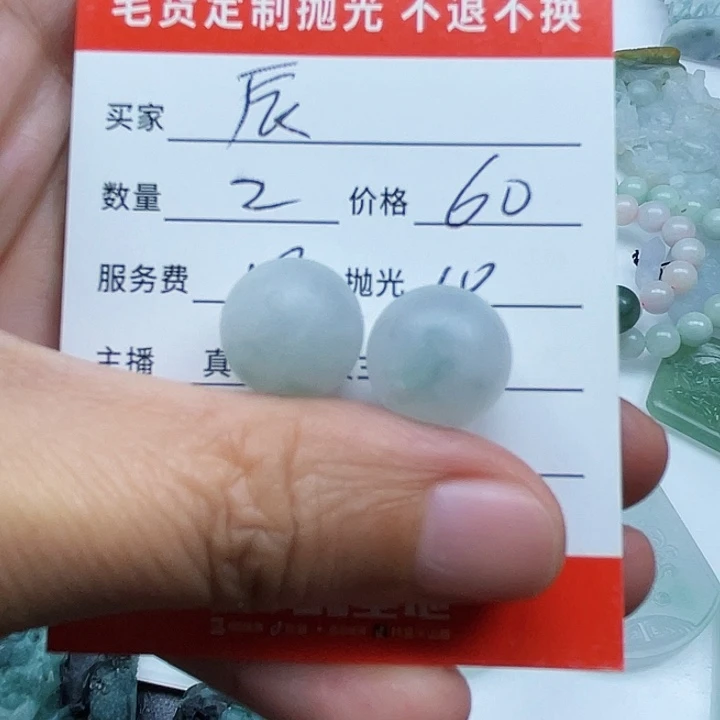 毛货定制抛光 不退不换
买家 辰
数量 2 价格 60
服务费 抛光 10
主播 真